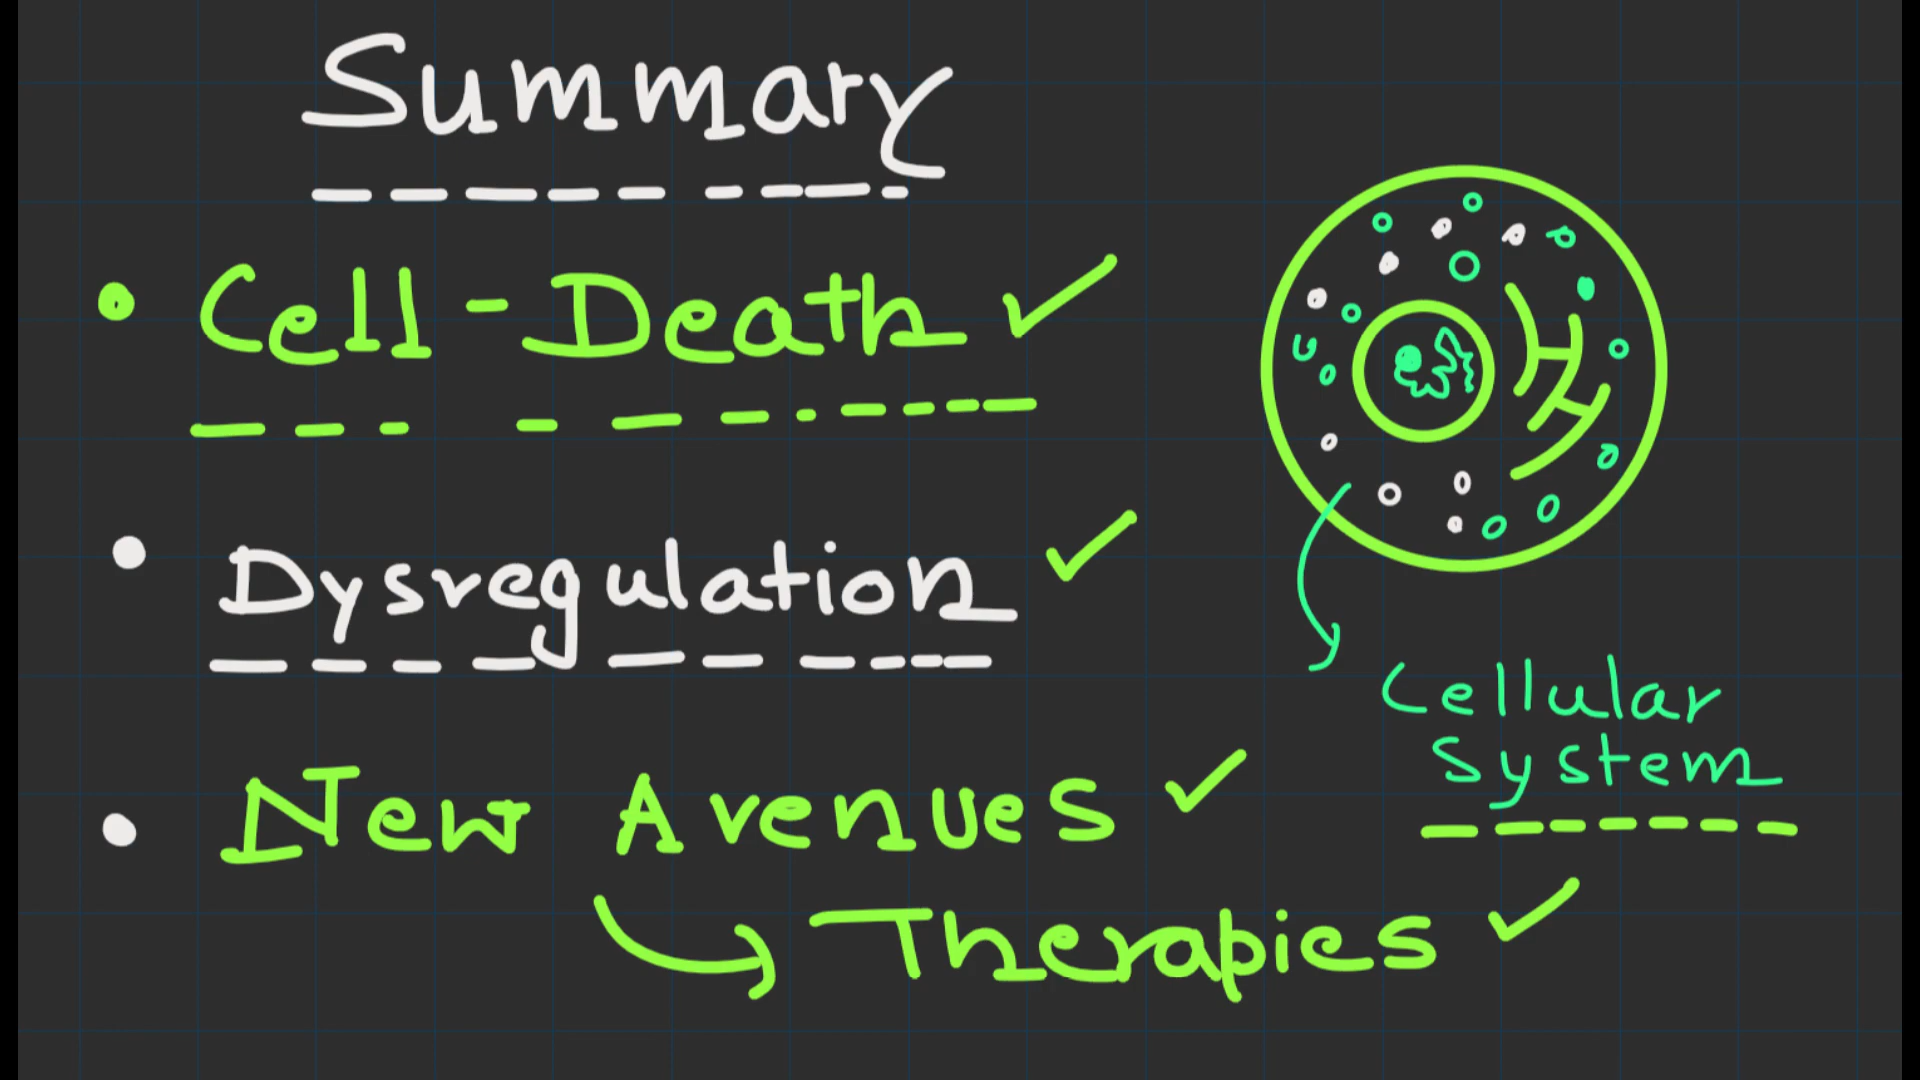 Summary
• Cell-Death ✓
• Dysregulation ✓
• New Avenues ✓
→ Therapies ✓
Cellular
System